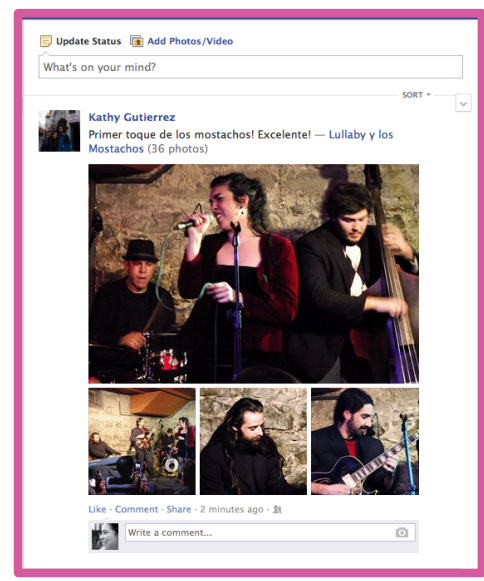 Update Status Add Photos/Video
What's on your mind?
SORT
Kathy Gutierrez
Primer toque de los mostachos! Excelente! — Lullaby y los
Mostachos (36 photos)
Like · Comment · Share · 2 minutes ago ·
Write a comment...